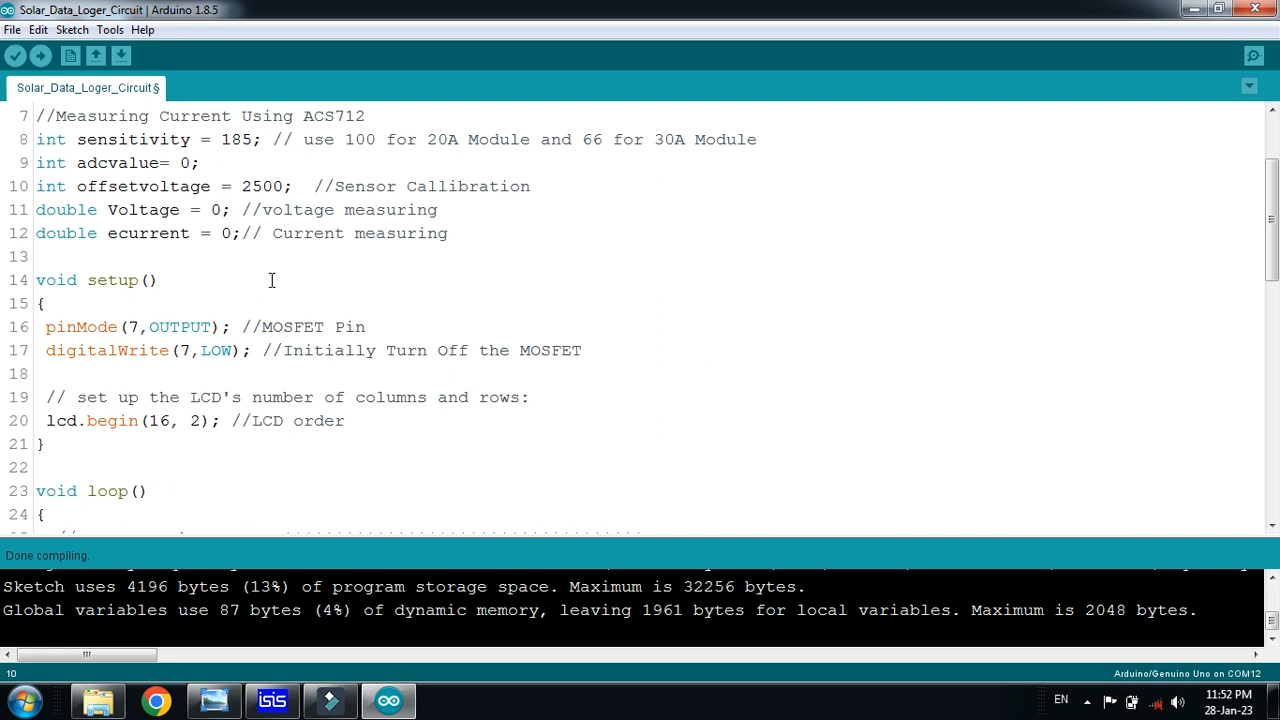 Solar_Data_Loger_Circuit | Arduino 1.8.5
File Edit Sketch Tools Help
Solar_Data_Loger_Circuit§
7 //Measuring Current Using ACS712
8 int sensitivity = 185; // use 100 for 20A Module and 66 for 30A Module
9 int adcvalue= 0;
10 int offsetvoltage = 2500;  //Sensor Callibration
11 double Voltage = 0; //voltage measuring
12 double ecurrent = 0;// Current measuring
13
14 void setup()
15 {
16 pinMode(7,OUTPUT); //MOSFET Pin
17 digitalWrite(7,LOW); //Initially Turn Off the MOSFET
18
19 // set up the LCD's number of columns and rows:
20 lcd.begin(16, 2); //LCD order
21 }
22
23 void loop()
24 {
Done compiling.
Sketch uses 4196 bytes (13%) of program storage space. Maximum is 32256 bytes.
Global variables use 87 bytes (4%) of dynamic memory, leaving 1961 bytes for local variables. Maximum is 2048 bytes.
10 Arduino/Genuino Uno on COM12
isis
EN
11:52 PM
28-Jan-23